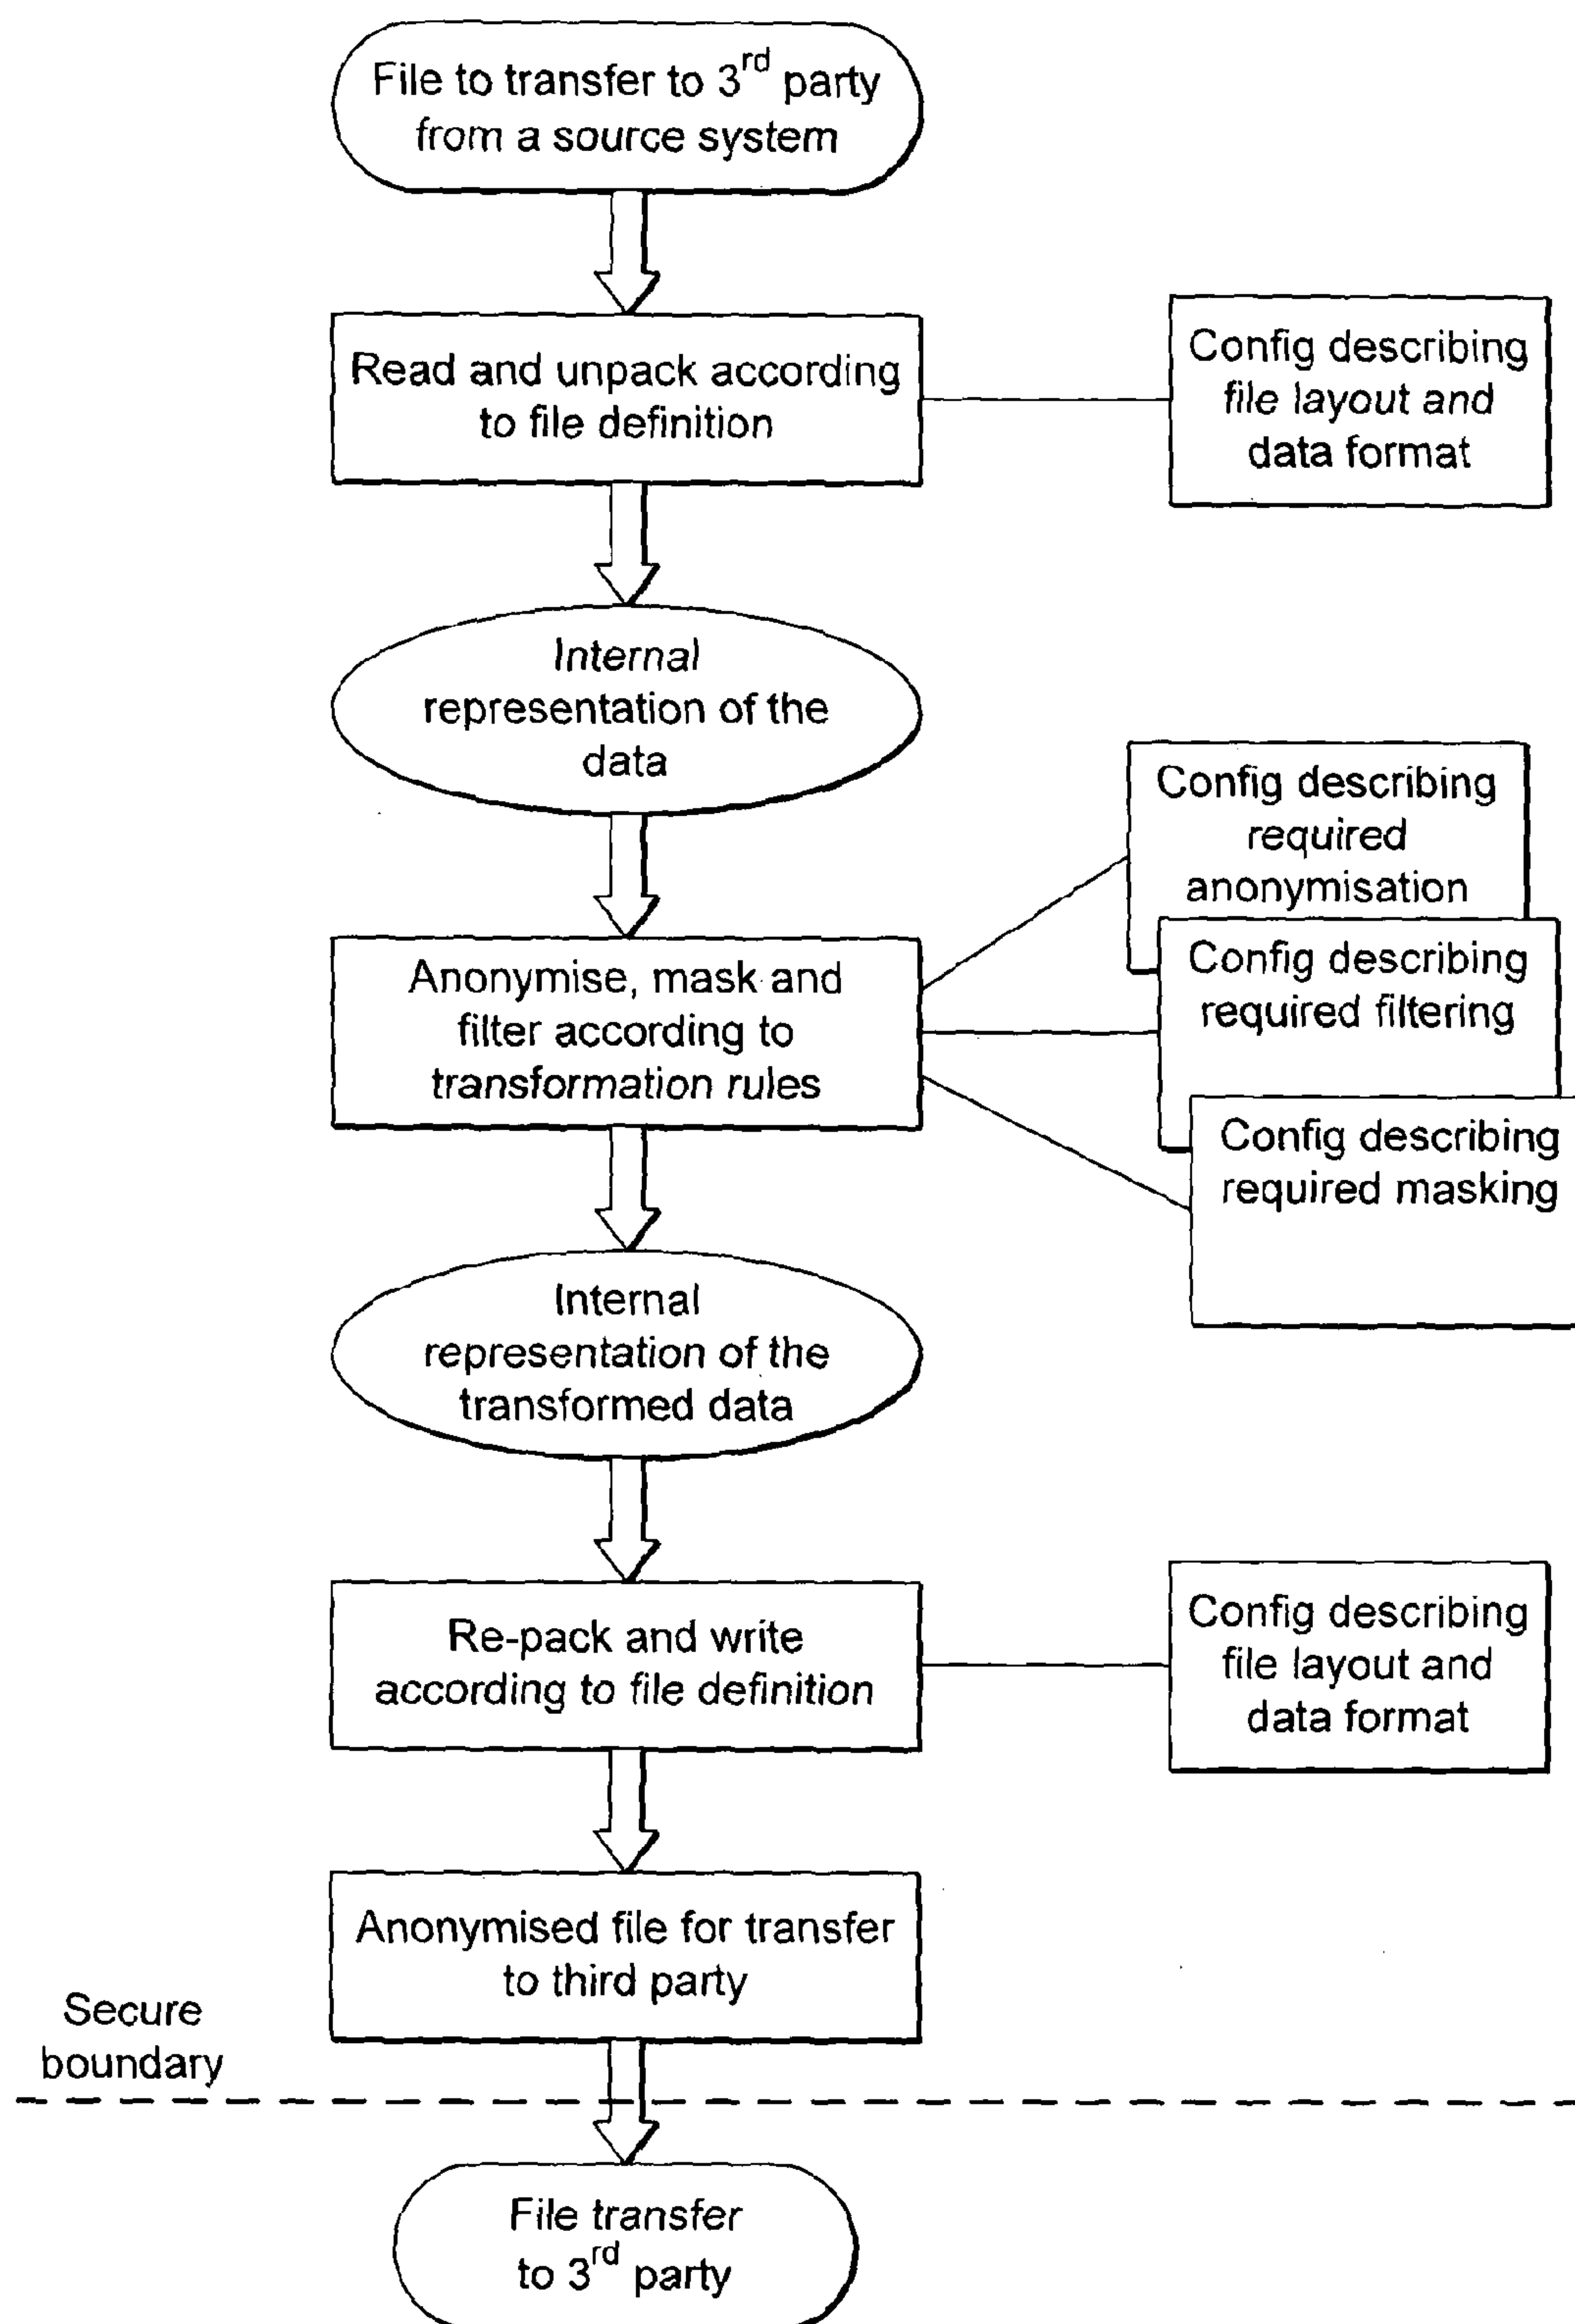 File to transfer to 3rd party
from a source system
Read and unpack according
to file definition
Config describing
file layout and
data format
Internal
representation of the
data
Config describing
required
anonymisation
Anonymise, mask and
filter according to
transformation rules
Config describing
required filtering
Config describing
required masking
Internal
representation of the
transformed data
Re-pack and write
according to file definition
Config describing
file layout and
data format
Anonymised file for transfer
to third party
Secure
boundary
File transfer
to 3rd party